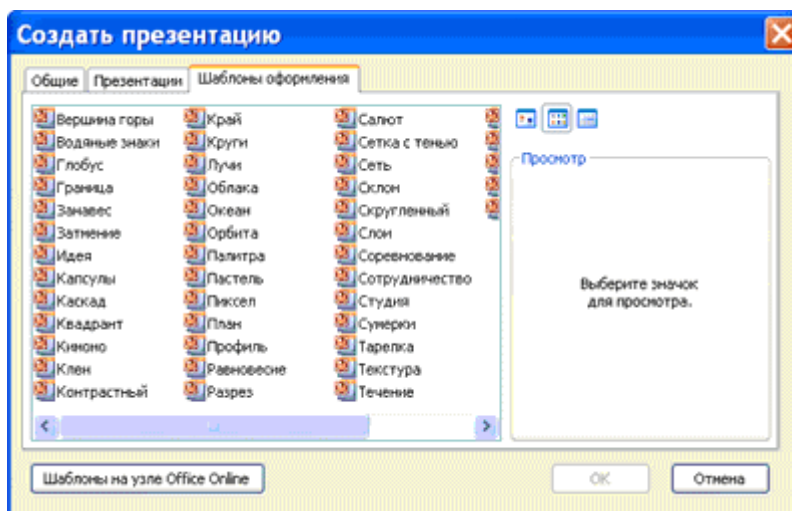 Создать презентацию
Общие Презентации Шаблоны оформления
Вершина горы
Водяные знаки
Глобус
Граница
Занавес
Затмение
Идея
Капсулы
Каскад
Квадрант
Кимоно
Клен
Контрастный
Край
Круги
Лучи
Облака
Океан
Орбита
Палитра
Пастель
Пиксел
План
Профиль
Равновесие
Разрез
Салют
Сетка с тенью
Сеть
Склон
Скругленный
Слои
Соревнование
Сотрудничество
Студия
Сумерки
Тарелка
Текстура
Течение
Просмотр
Выберите значок
для просмотра.
Шаблоны на узле Office Online
ОК
Отмена